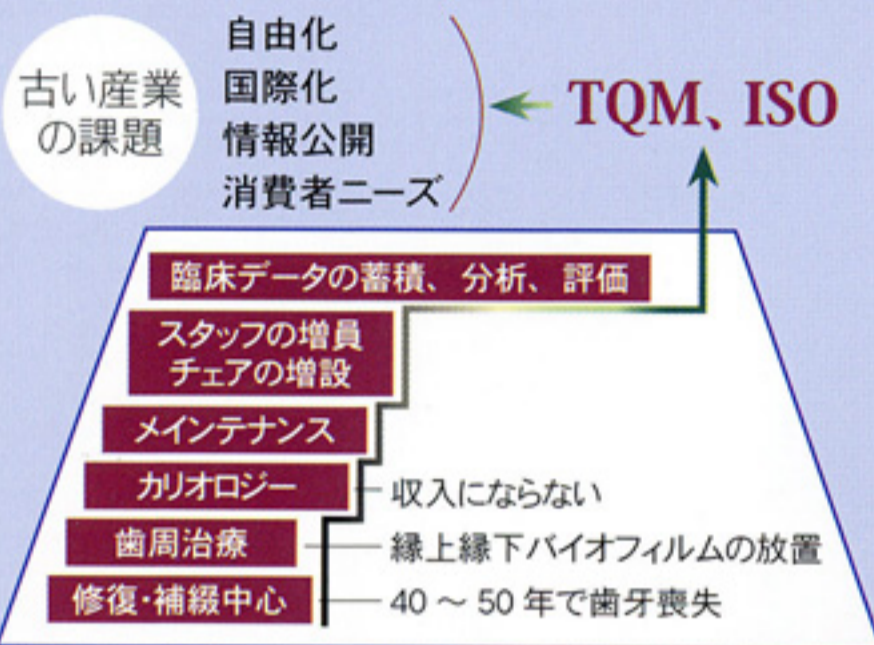 古い産業
の課題
自由化
国際化
情報公開
消費者ニーズ
TQM、ISO
臨床データの蓄積、分析、評価
スタッフの増員
チェアの増設
メインテナンス
カリオロジー
収入にならない
歯周治療
縁上縁下バイオフィルムの放置
修復・補綴中心
40 ～ 50 年で歯牙喪失